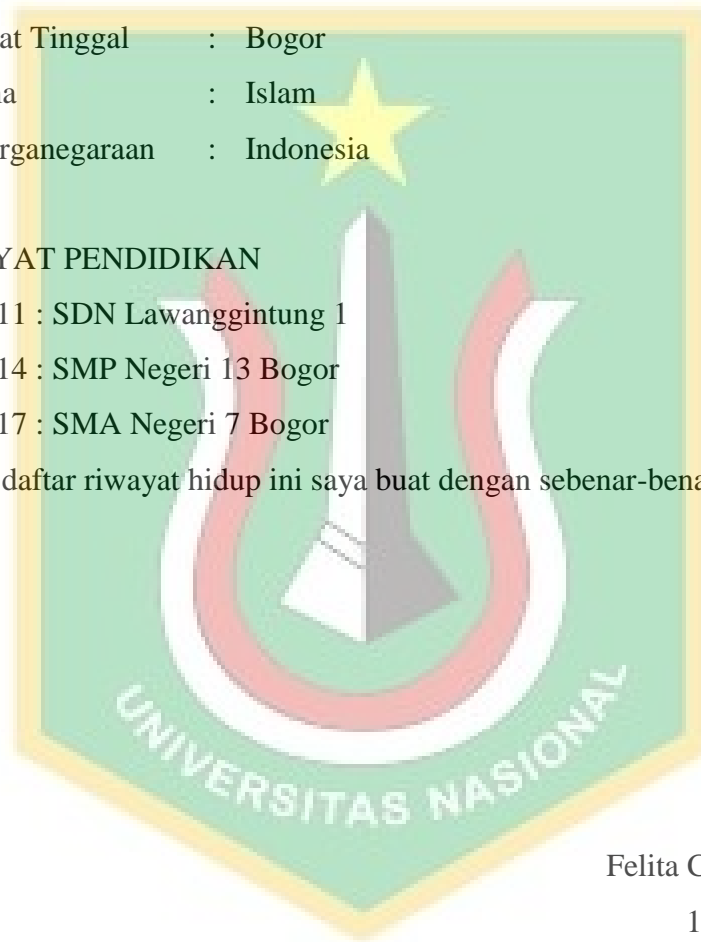 at Tinggal : Bogor
a : Islam
rganegaraan : Indonesia
YAT PENDIDIKAN
11 : SDN Lawanggintung 1
14 : SMP Negeri 13 Bogor
17 : SMA Negeri 7 Bogor
daftar riwayat hidup ini saya buat dengan sebenar-bena
UNIVERSITAS NASIONAL
Felita
1